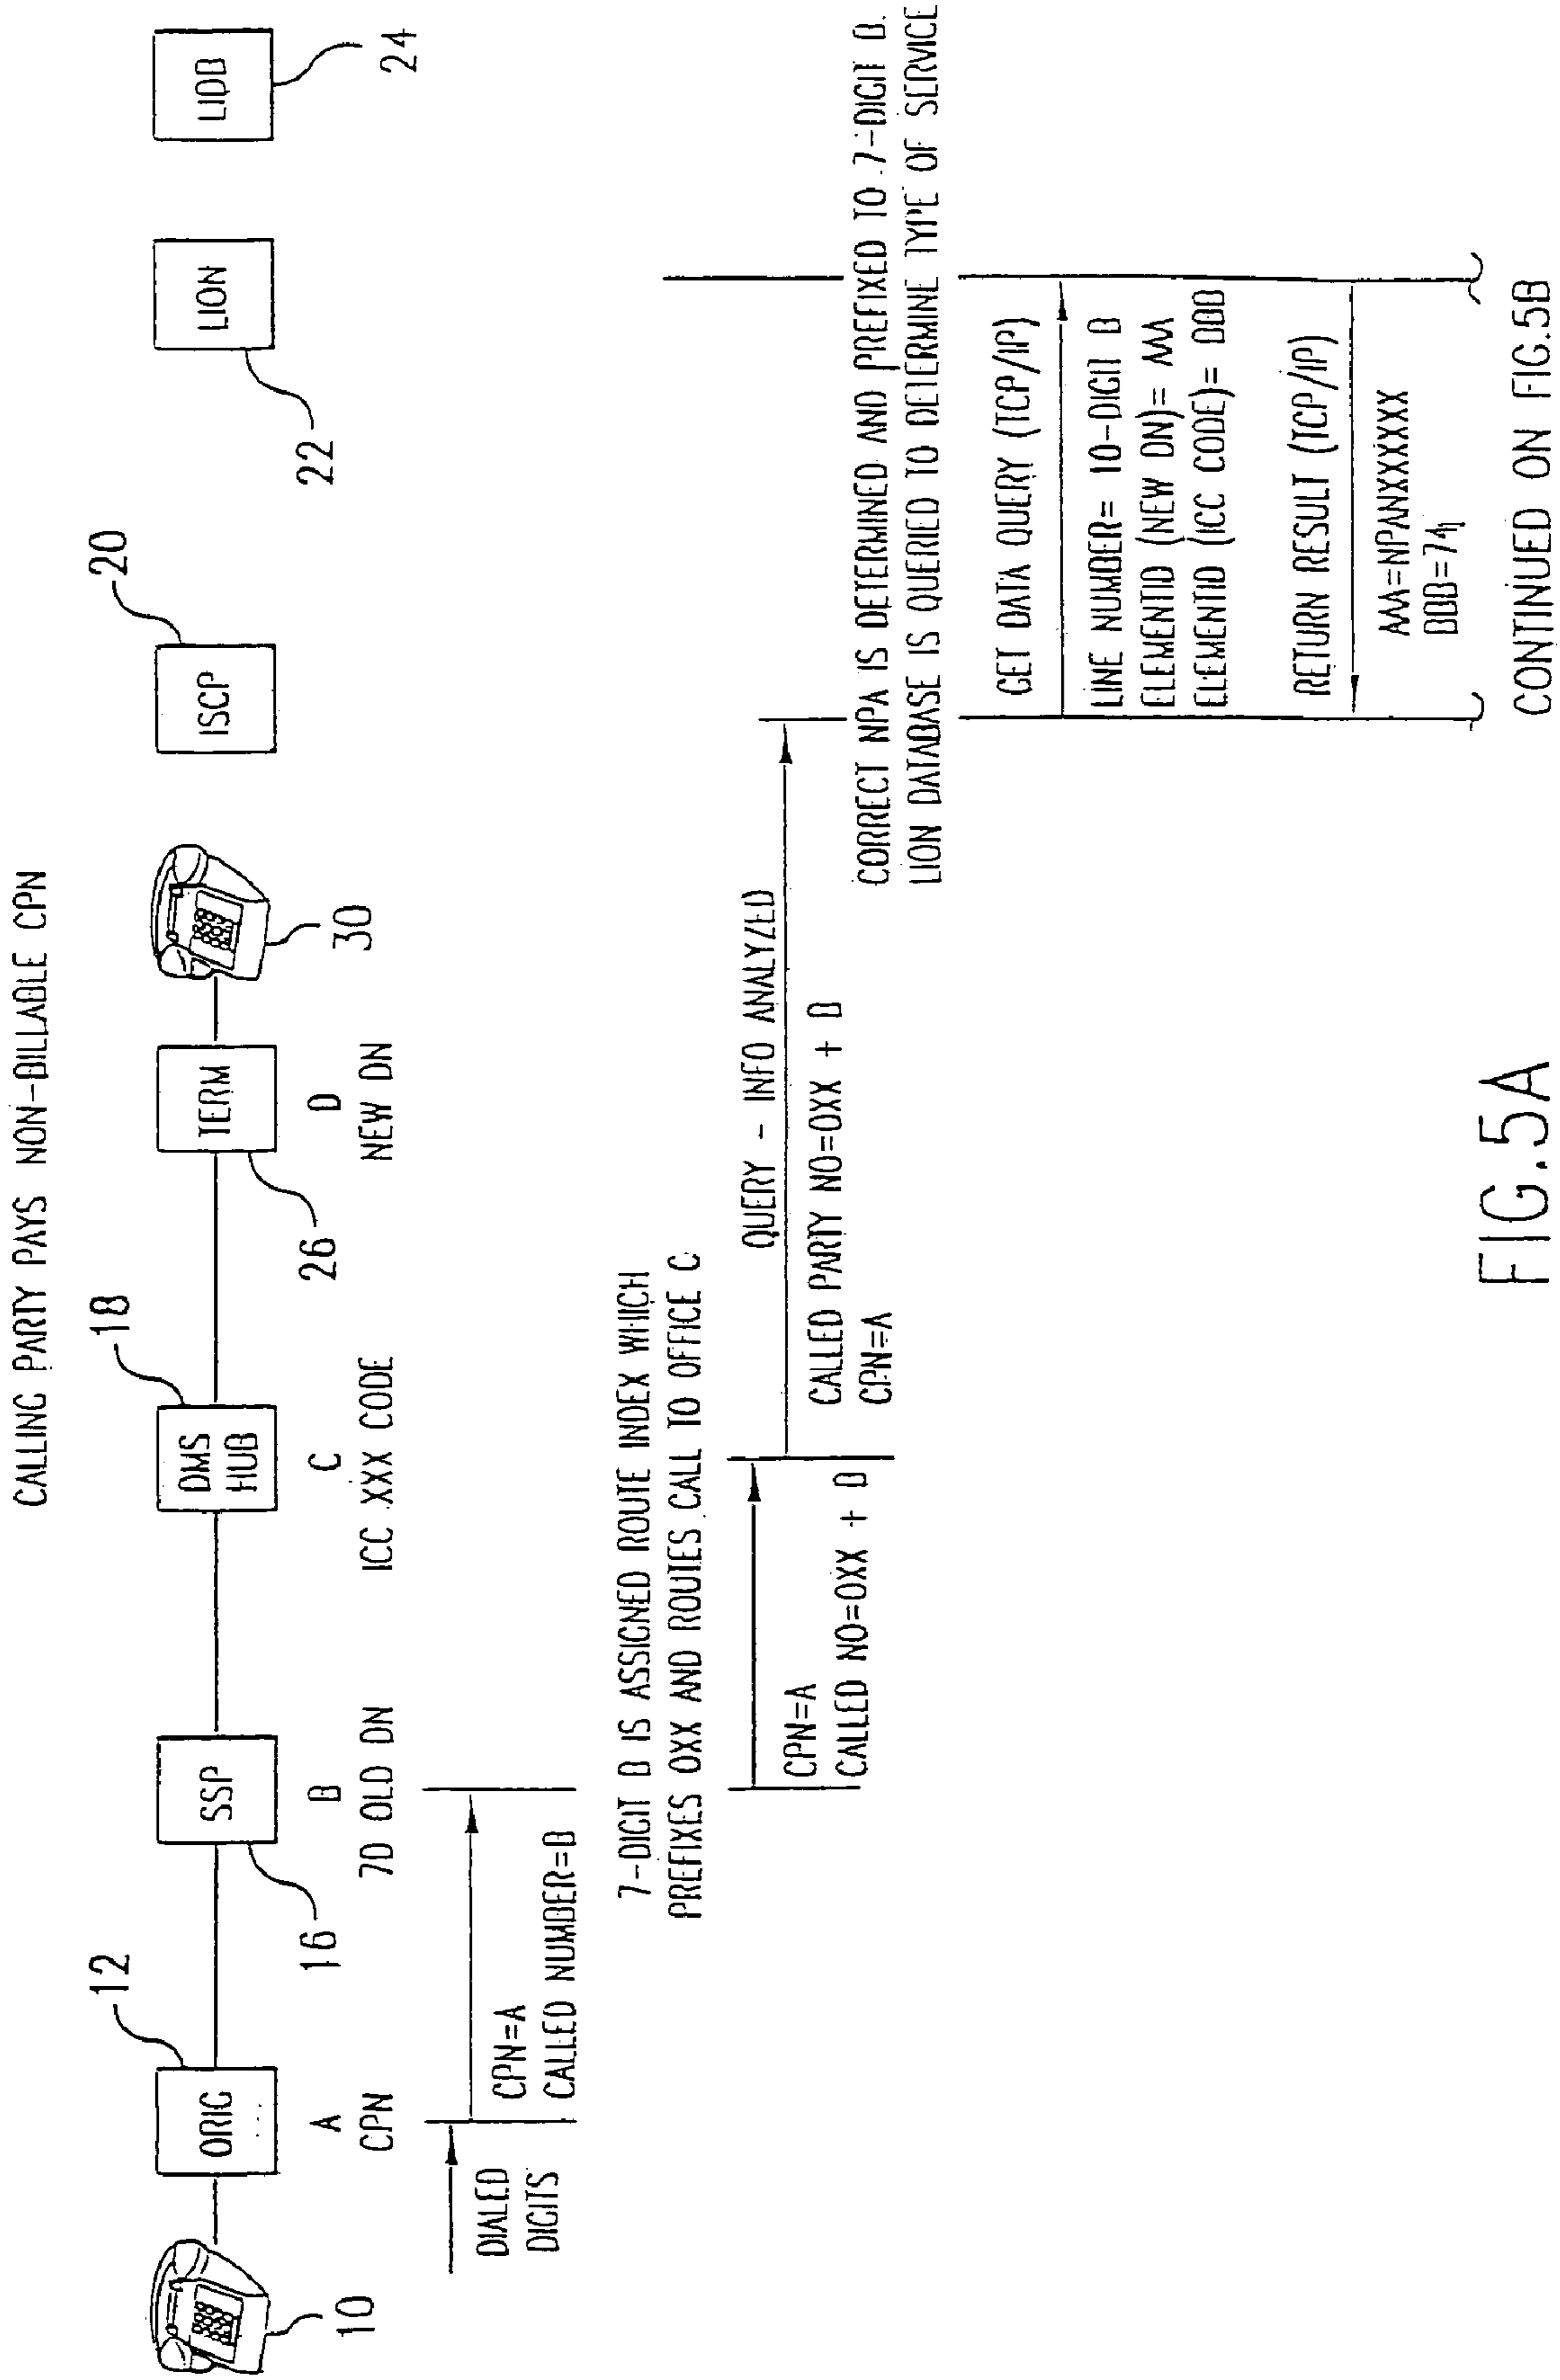 CALLING PARTY PAYS NON-BILLABLE CPN
12
18
20
ORIG
SSP
DMS
HUB
TERM
ISCP
LION
LIDB
10
16
26
30
22
24
A
CPN
B
7D OLD DN
C
ICC XXX CODE
D
NEW DN
DIALED
DIGITS
CPN=A
CALLED NUMBER=B
7-DIGIT B IS ASSIGNED ROUTE INDEX WHICH
PREFIXES OXX AND ROUTES CALL TO OFFICE C
CPN=A
CALLED NO=OXX + B
QUERY - INFO ANALYZED
CALLED PARTY NO=OXX + B
CPN=A
CORRECT NPA IS DETERMINED AND PREFIXED TO 7-DIGIT B.
LION DATABASE IS QUERIED TO DETERMINE TYPE OF SERVICE
GET DATA QUERY (TCP/IP)
LINE NUMBER= 10-DIGIT B
ELEMENTID (NEW DN)= AAA
ELEMENTID (ICC CODE)= BBB
RETURN RESULT (TCP/IP)
AAA=NPANXXXXXX
CONTINUED ON FIG.5B
FIG.5A